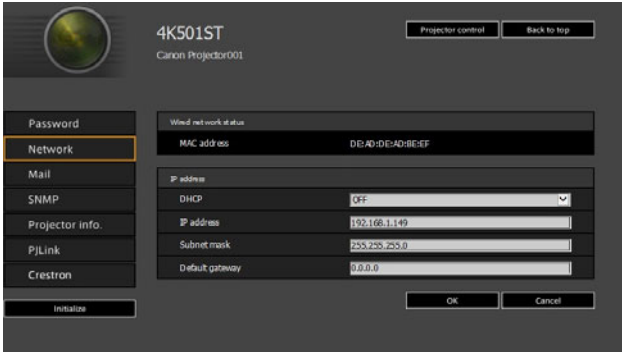 4K501ST
Projector control
Back to top
Canon Projector001
Password
Network
Mail
SNMP
Projector info.
PJLink
Crestron
Initialize
Wired network status
MAC address DE:AD:DE:AD:BE:EF
IP address
DHCP OFF
IP address 192.168.1.149
Subnet mask 255.255.255.0
Default gateway 0.0.0.0
OK
Cancel